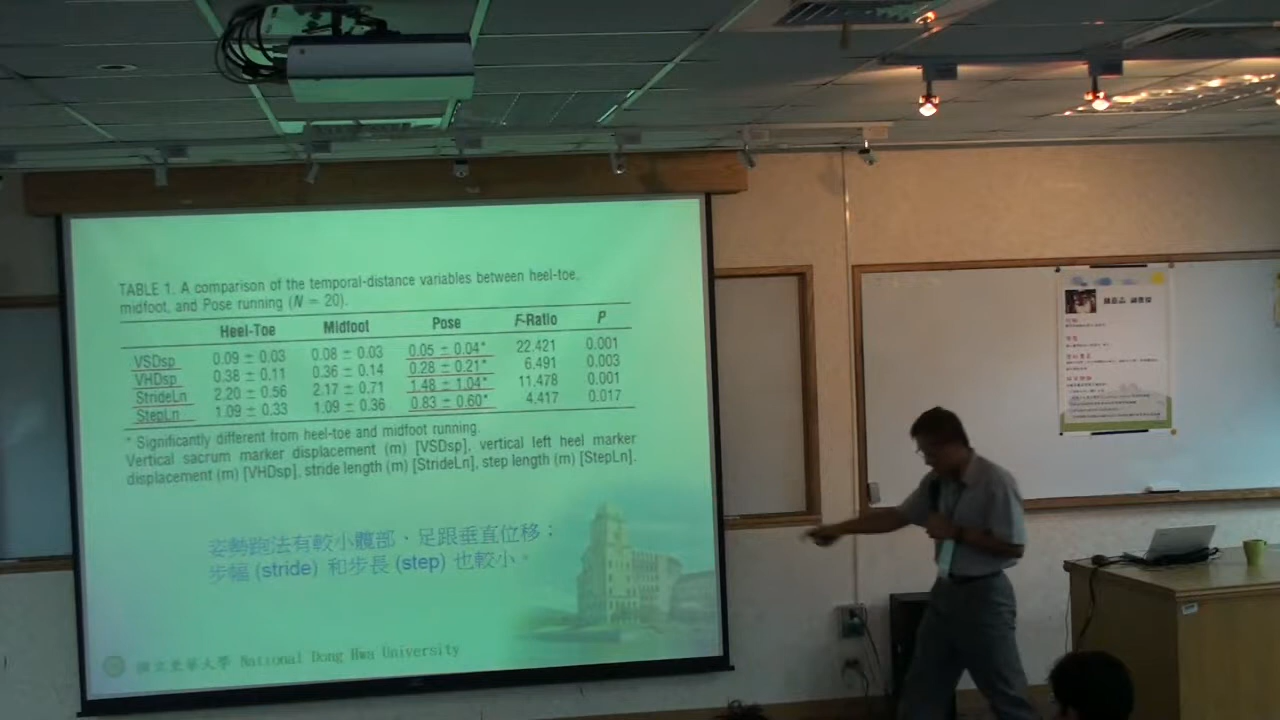 TABLE 1. A comparison of the temporal-distance variables between heel-toe,
midfoot, and Pose running (N = 20).
Heel-Toe Midfoot Pose F-Ratio P
VSDsp 0.09 ± 0.03 0.08 ± 0.03 0.05 ± 0.04* 22.421 0.001
VHDsp 0.38 ± 0.11 0.36 ± 0.14 0.28 ± 0.21* 6.491 0.003
StrideLn 2.20 ± 0.56 2.17 ± 0.71 1.48 ± 1.04* 11.478 0.001
StepLn 1.09 ± 0.33 1.09 ± 0.36 0.83 ± 0.60* 4.417 0.017
* Significantly different from heel-toe and midfoot running.
Vertical sacrum marker displacement (m) [VSDsp], vertical left heel marker
displacement (m) [VHDsp], stride length (m) [StrideLn], step length (m) [StepLn].
姿勢跑法有較小髖部、足跟垂直位移；
步幅 (stride) 和步長 (step) 也較小。
國立東華大學 National Dong Hwa University